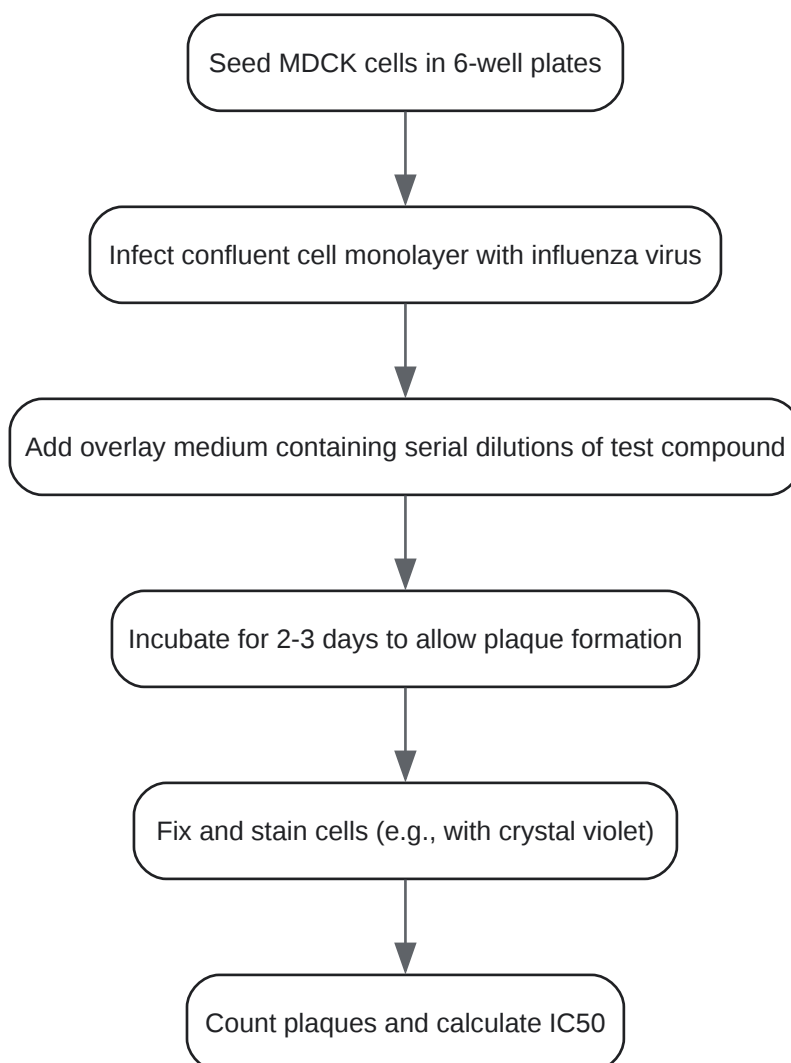 Seed MDCK cells in 6-well plates
Infect confluent cell monolayer with influenza virus
Add overlay medium containing serial dilutions of test compound
Incubate for 2-3 days to allow plaque formation
Fix and stain cells (e.g., with crystal violet)
Count plaques and calculate IC50